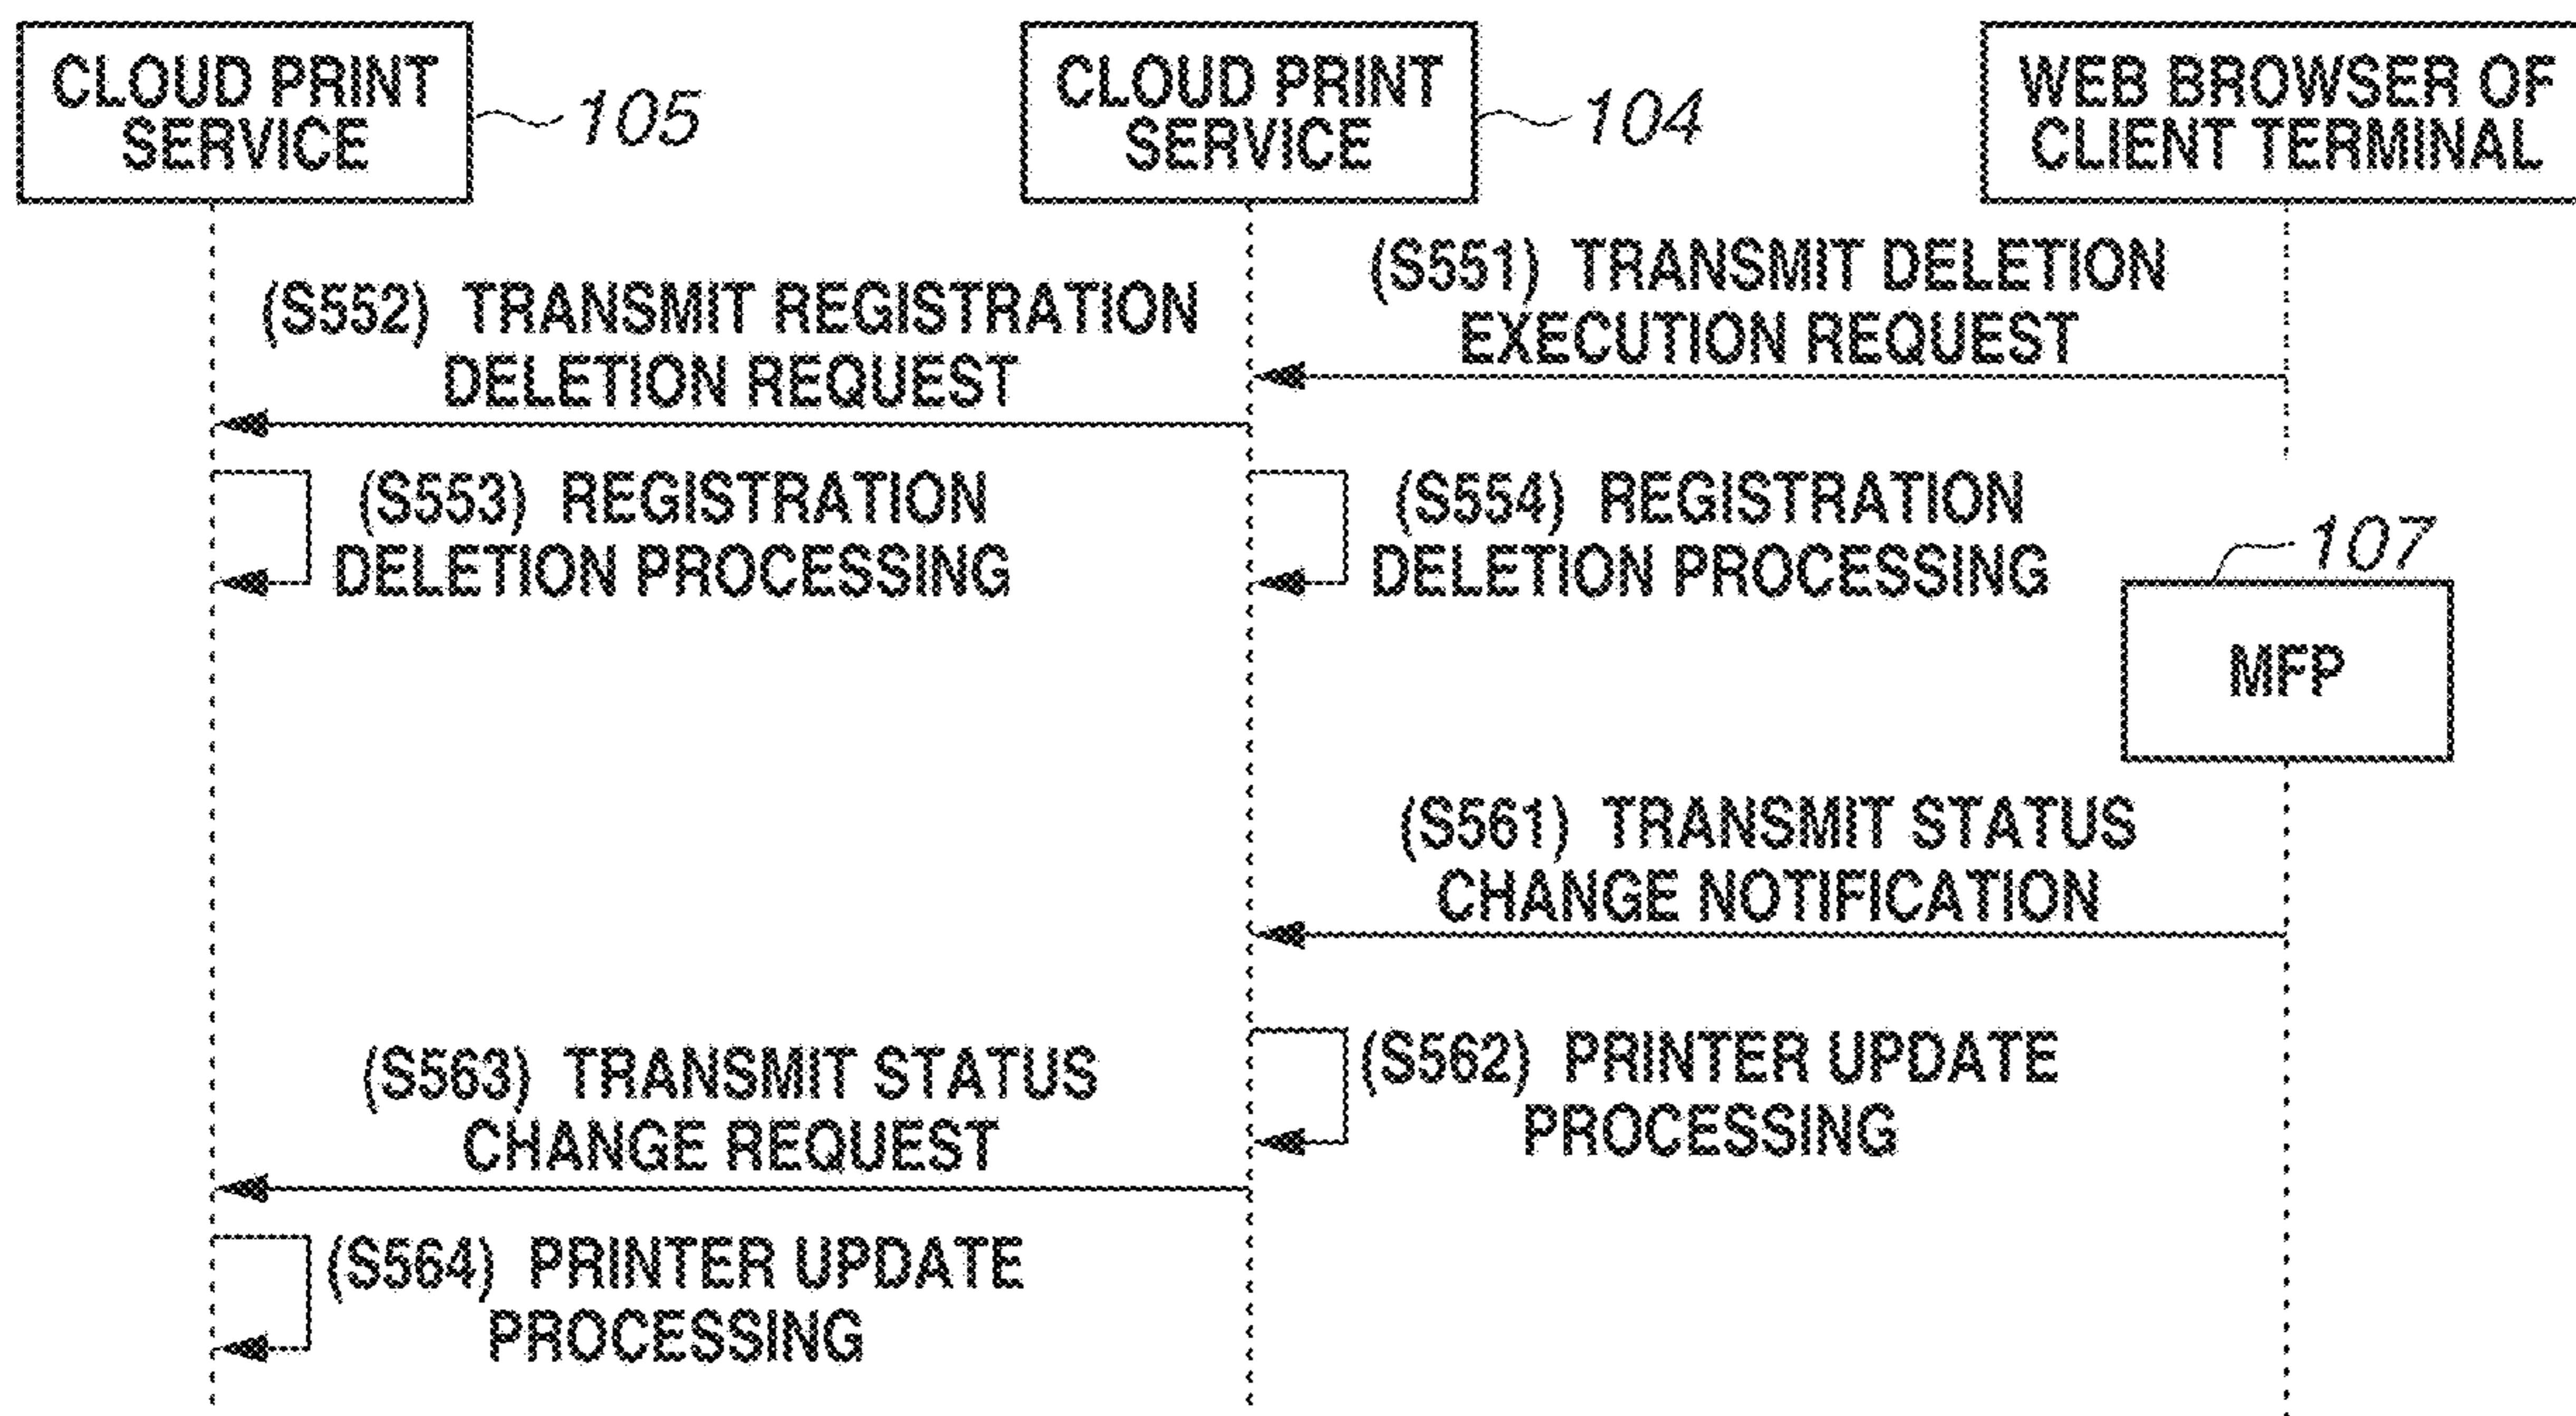 CLOUD PRINT
SERVICE
105
CLOUD PRINT
SERVICE
104
WEB BROWSER OF
CLIENT TERMINAL
(S551) TRANSMIT DELETION
EXECUTION REQUEST
(S552) TRANSMIT REGISTRATION
DELETION REQUEST
(S553) REGISTRATION
DELETION PROCESSING
(S554) REGISTRATION
DELETION PROCESSING
107
MFP
(S561) TRANSMIT STATUS
CHANGE NOTIFICATION
(S562) PRINTER UPDATE
PROCESSING
(S563) TRANSMIT STATUS
CHANGE REQUEST
(S564) PRINTER UPDATE
PROCESSING